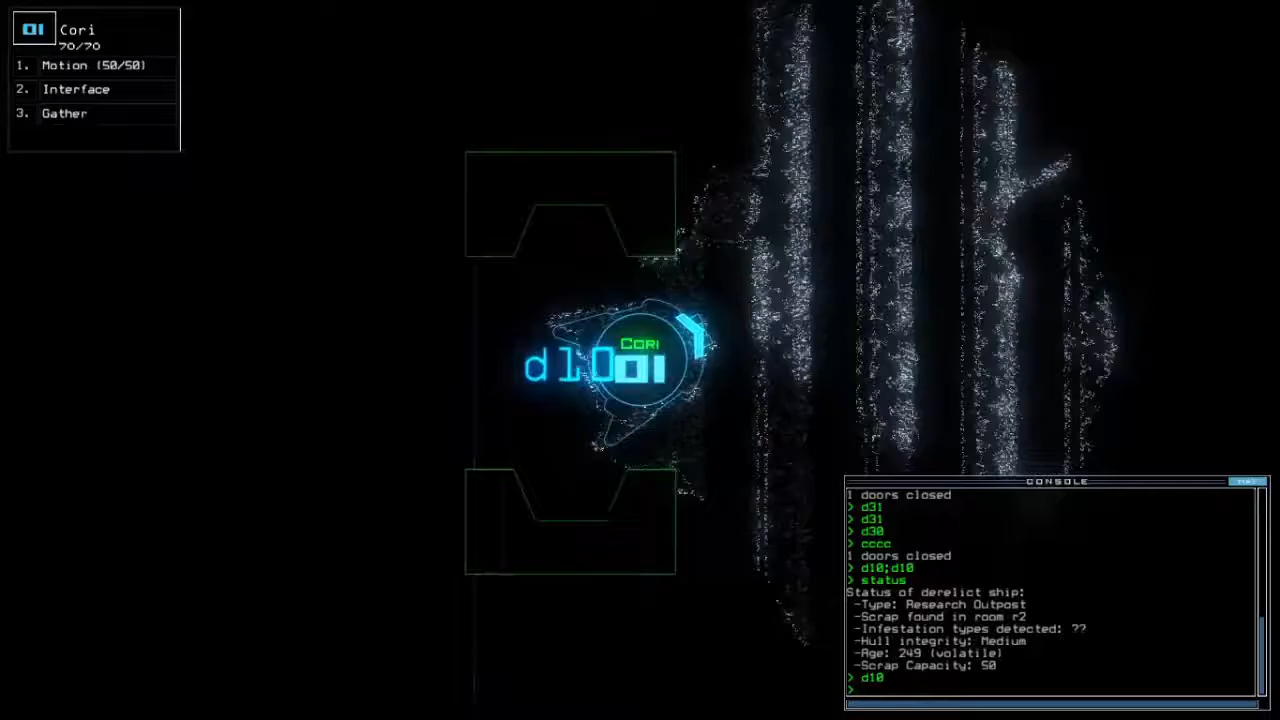 01 Cori
70/70
1. Motion (50/50)
2. Interface
3. Gather
d10
Cori
01
CONSOLE
1 doors closed
> d31
> d31
> d30
> cccc
1 doors closed
> d10;d10
> status
Status of derelict ship:
-Type: Research Outpost
-Scrap found in room r2
-Infestation types detected: ??
-Hull integrity: Medium
-Age: 249 (volatile)
-Scrap Capacity: 50
> d10
>